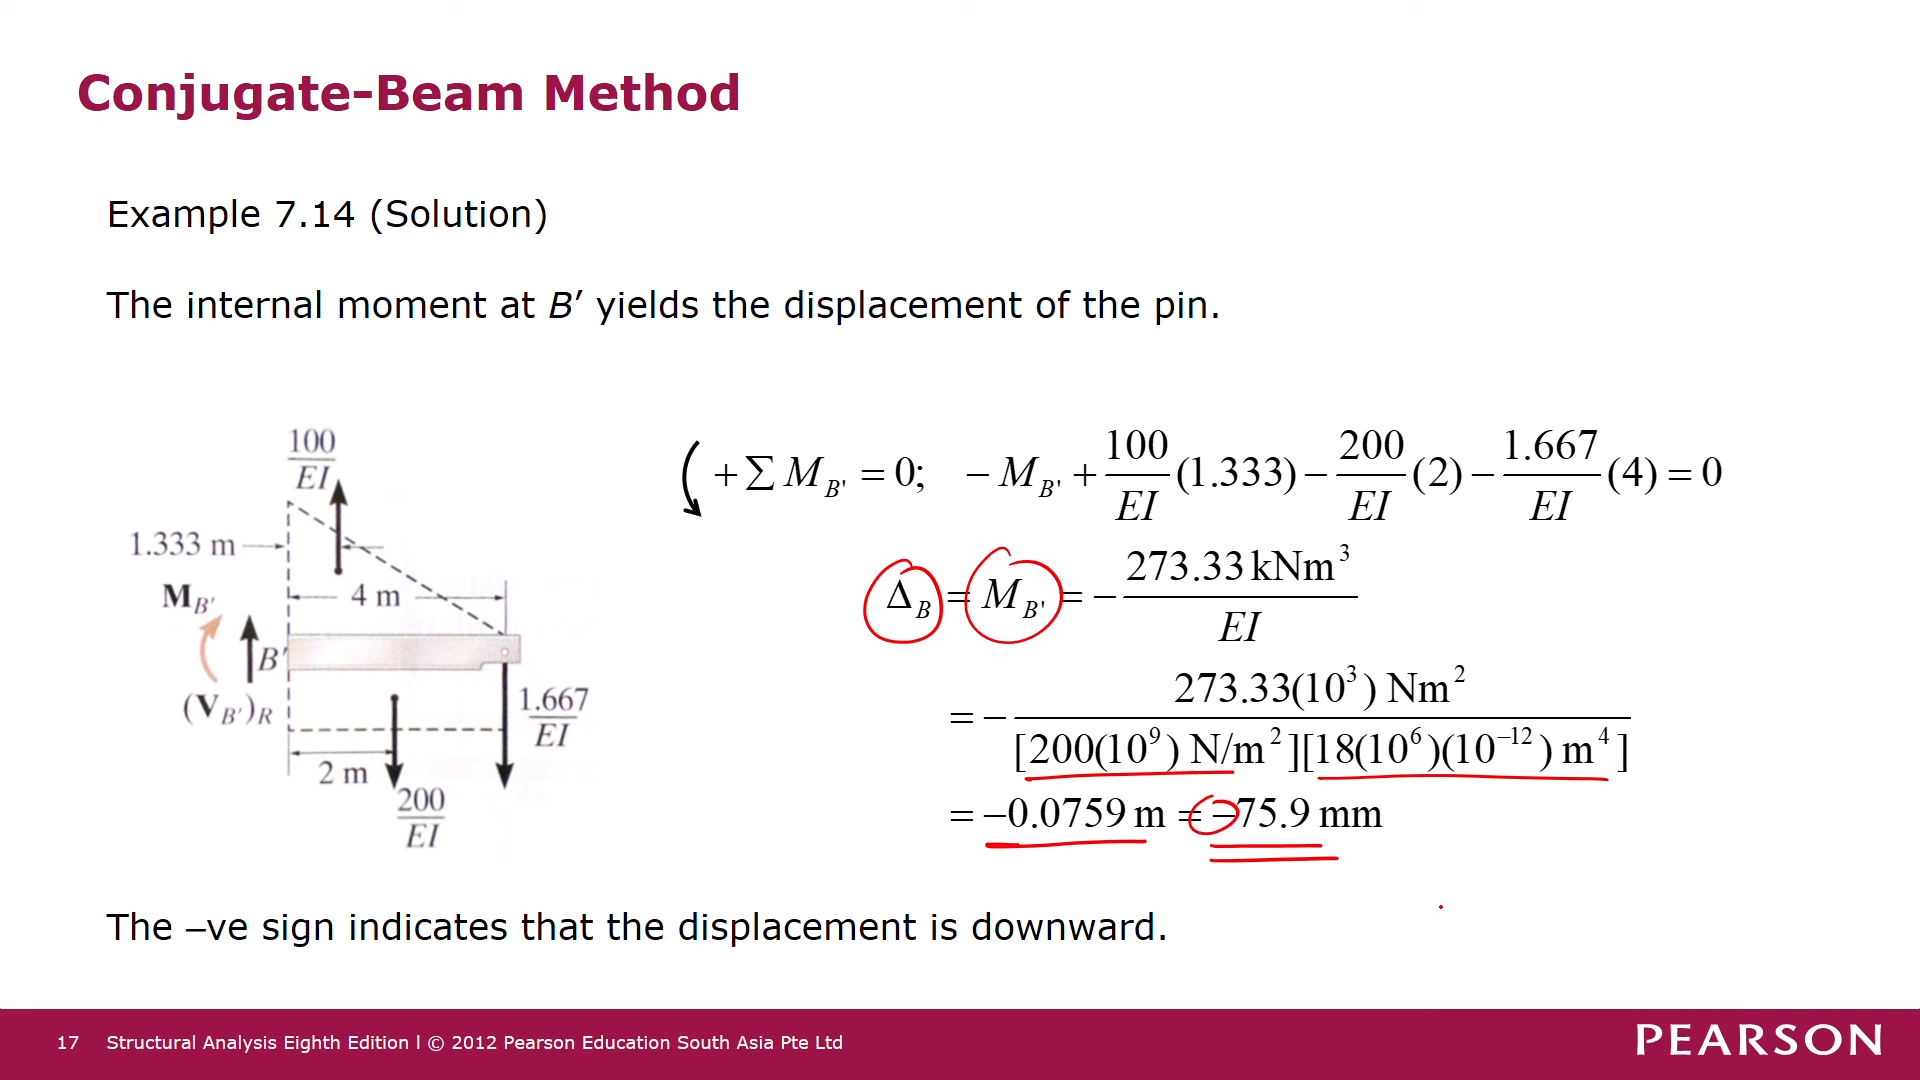 Conjugate-Beam Method
Example 7.14 (Solution)
The internal moment at B′ yields the displacement of the pin.
100
EI
1.333 m
4 m
M_B'
B'
(V_B')_R
1.667
EI
2 m
200
EI
+ ∑ M_B' = 0; − M_B' + 100/EI (1.333) − 200/EI (2) − 1.667/EI (4) = 0
Δ_B = M_B' = − 273.33 kNm³/EI
= − 273.33(10³) Nm²/[200(10⁹) N/m²][18(10⁶)(10⁻¹²) m⁴]
= −0.0759 m = −75.9 mm
The –ve sign indicates that the displacement is downward.
17 Structural Analysis Eighth Edition l © 2012 Pearson Education South Asia Pte Ltd
PEARSON